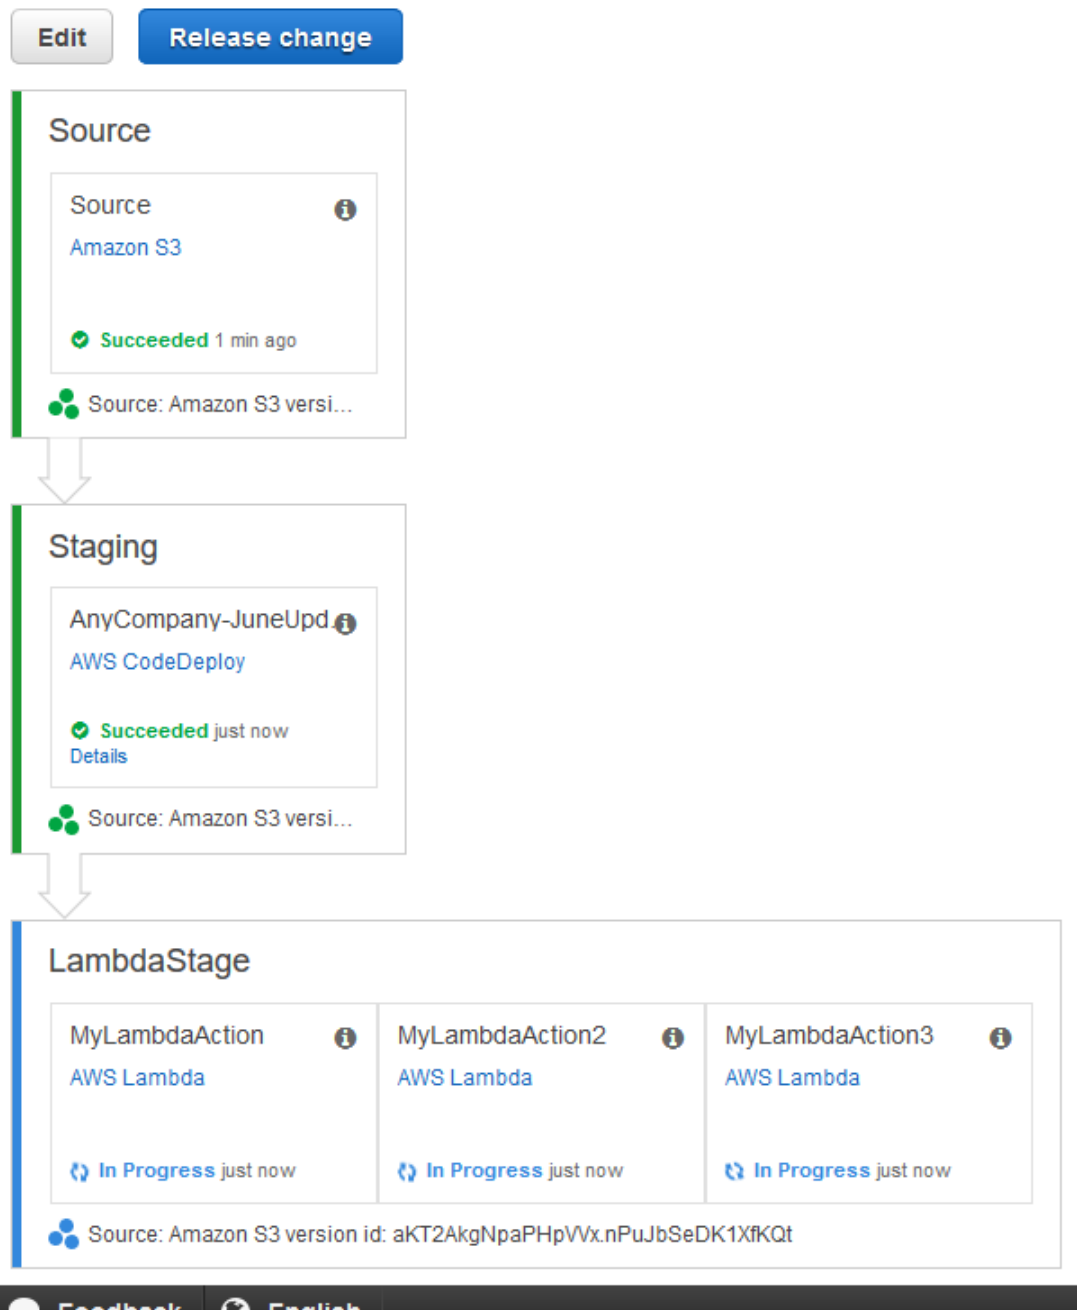 Edit
Release change
Source
Source
Amazon S3
Succeeded 1 min ago
Source: Amazon S3 versi...
Staging
AnyCompany-JuneUpd.
AWS CodeDeploy
Succeeded just now
Details
Source: Amazon S3 versi...
LambdaStage
MyLambdaAction
AWS Lambda
In Progress just now
MyLambdaAction2
AWS Lambda
In Progress just now
MyLambdaAction3
AWS Lambda
In Progress just now
Source: Amazon S3 version id: aKT2AkgNpaPHpVVx.nPuJbSeDK1XfKQt
Feedback
English